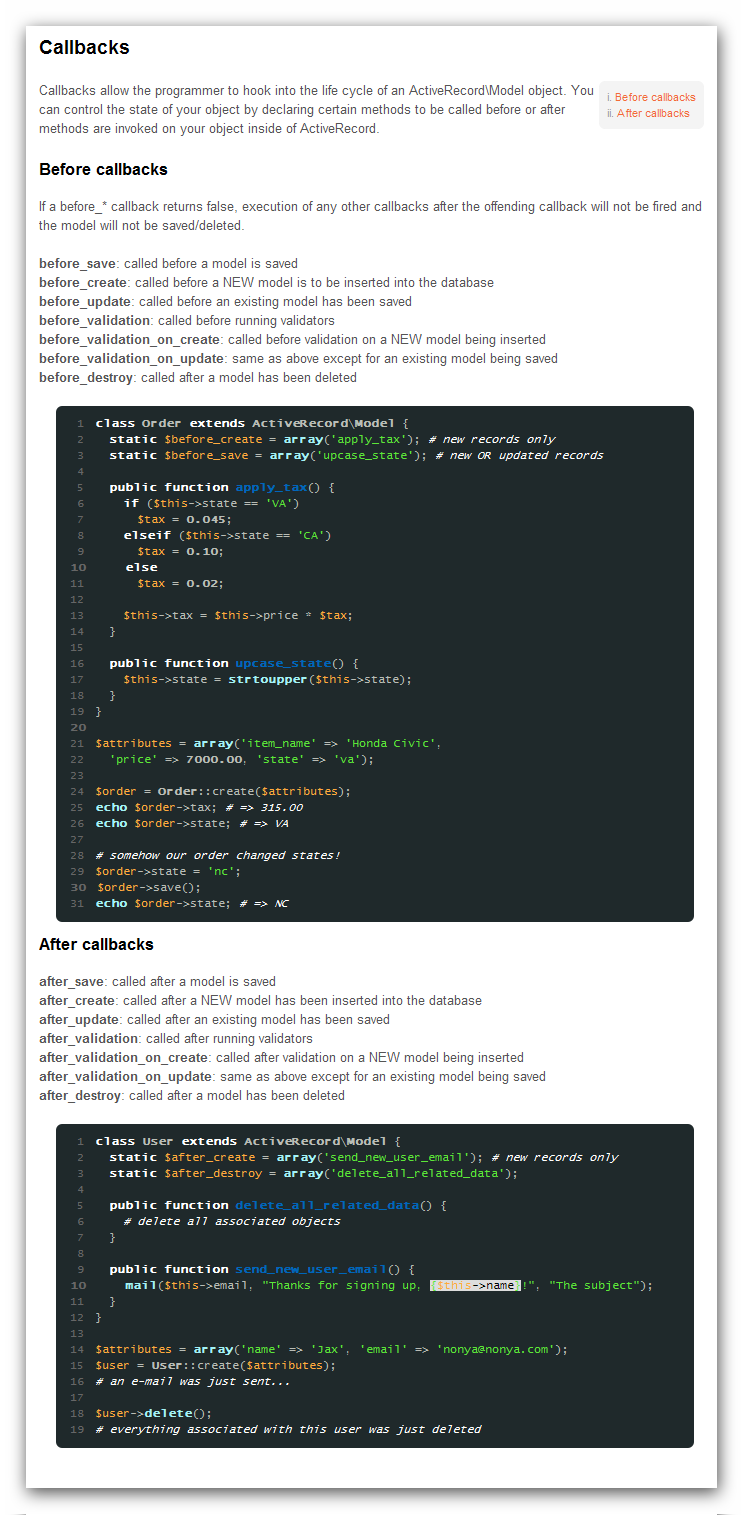 Callbacks
Callbacks allow the programmer to hook into the life cycle of an ActiveRecord\Model object. You
can control the state of your object by declaring certain methods to be called before or after
methods are invoked on your object inside of ActiveRecord.
i. Before callbacks
ii. After callbacks
Before callbacks
If a before_* callback returns false, execution of any other callbacks after the offending callback will not be fired and
the model will not be saved/deleted.
before_save: called before a model is saved
before_create: called before a NEW model is to be inserted into the database
before_update: called before an existing model has been saved
before_validation: called before running validators
before_validation_on_create: called before validation on a NEW model being inserted
before_validation_on_update: same as above except for an existing model being saved
before_destroy: called after a model has been deleted
1 class Order extends ActiveRecord\Model {
2   static $before_create = array('apply_tax'); # new records only
3   static $before_save = array('upcase_state'); # new OR updated records
4
5   public function apply_tax() {
6     if ($this->state == 'VA')
7       $tax = 0.045;
8     elseif ($this->state == 'CA')
9       $tax = 0.10;
10     else
11       $tax = 0.02;
12
13     $this->tax = $this->price * $tax;
14   }
15
16   public function upcase_state() {
17     $this->state = strtoupper($this->state);
18   }
19 }
20
21 $attributes = array('item_name' => 'Honda Civic',
22   'price' => 7000.00, 'state' => 'va');
23
24 $order = Order::create($attributes);
25 echo $order->tax; # => 315.00
26 echo $order->state; # => VA
27
28 # somehow our order changed states!
29 $order->state = 'nc';
30 $order->save();
31 echo $order->state; # => NC
After callbacks
after_save: called after a model is saved
after_create: called after a NEW model has been inserted into the database
after_update: called after an existing model has been saved
after_validation: called after running validators
after_validation_on_create: called after validation on a NEW model being inserted
after_validation_on_update: same as above except for an existing model being saved
after_destroy: called after a model has been deleted
1 class User extends ActiveRecord\Model {
2   static $after_create = array('send_new_user_email'); # new records only
3   static $after_destroy = array('delete_all_related_data');
4
5   public function delete_all_related_data() {
6     # delete all associated objects
7   }
8
9   public function send_new_user_email() {
10     mail($this->email, "Thanks for signing up, {$this->name}!", "The subject");
11   }
12 }
13
14 $attributes = array('name' => 'Jax', 'email' => 'nonya@nonya.com');
15 $user = User::create($attributes);
16 # an e-mail was just sent...
17
18 $user->delete();
19 # everything associated with this user was just deleted